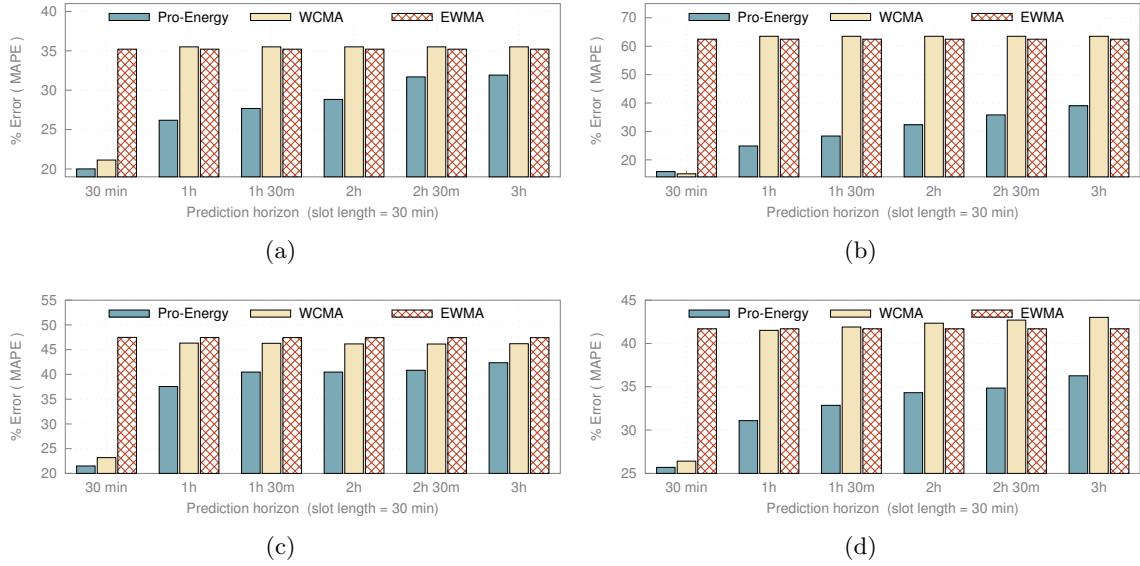 Pro-Energy WCMA EWMA
% Error ( MAPE )
40
35
30
25
20
30 min 1h 1h 30m 2h 2h 30m 3h
Prediction horizon (slot length = 30 min)
(a)
Pro-Energy WCMA EWMA
% Error ( MAPE )
70
60
50
40
30
20
30 min 1h 1h 30m 2h 2h 30m 3h
Prediction horizon (slot length = 30 min)
(b)
Pro-Energy WCMA EWMA
% Error ( MAPE )
55
50
45
40
35
30
25
20
30 min 1h 1h 30m 2h 2h 30m 3h
Prediction horizon (slot length = 30 min)
(c)
Pro-Energy WCMA EWMA
% Error ( MAPE )
45
40
35
30
25
30 min 1h 1h 30m 2h 2h 30m 3h
Prediction horizon (slot length = 30 min)
(d)